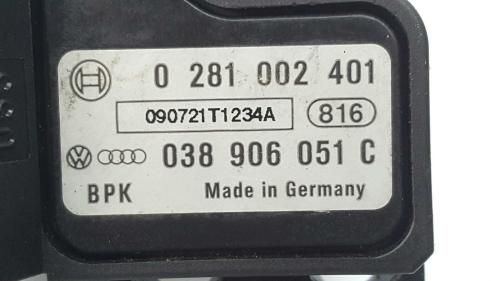 0 281 002 401
090721T1234A 816
038 906 051 C
BPK Made in Germany